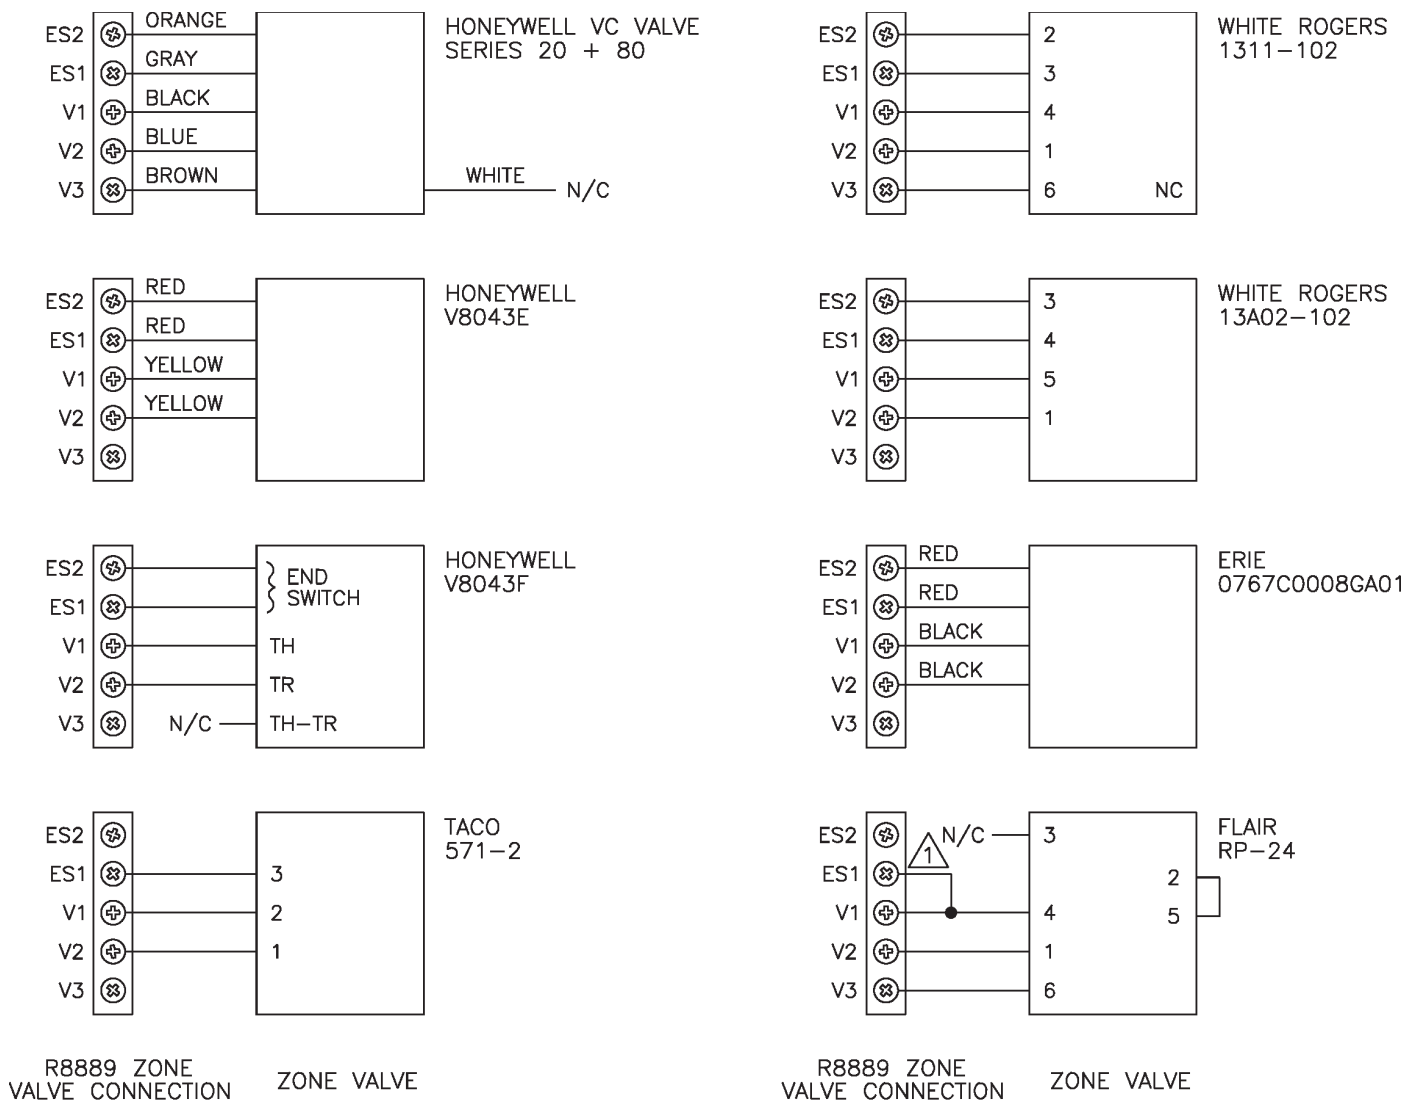 ES2 ORANGE
ES1 GRAY
V1 BLACK
V2 BLUE
V3 BROWN
WHITE N/C
HONEYWELL VC VALVE
SERIES 20 + 80
ES2 2
ES1 3
V1 4
V2 1
V3 6 NC
WHITE ROGERS
1311-102
ES2 RED
ES1 RED
V1 YELLOW
V2 YELLOW
V3
HONEYWELL
V8043E
ES2 3
ES1 4
V1 5
V2 1
V3
WHITE ROGERS
13A02-102
ES2
ES1
END
SWITCH
V1 TH
V2 TR
V3 N/C TH-TR
HONEYWELL
V8043F
ES2 RED
ES1 RED
V1 BLACK
V2 BLACK
V3
ERIE
0767C0008GA01
ES2
ES1 3
V1 2
V2 1
V3
TACO
571-2
ES2 N/C 3
ES1 1 2
V1 4 5
V2 1
V3 6
FLAIR
RP-24
R8889 ZONE
VALVE CONNECTION
ZONE VALVE
R8889 ZONE
VALVE CONNECTION
ZONE VALVE